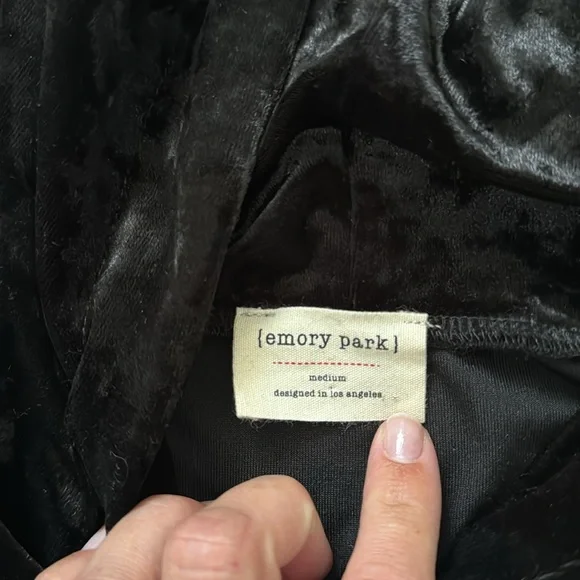 {emory park}
medium
designed in los angeles